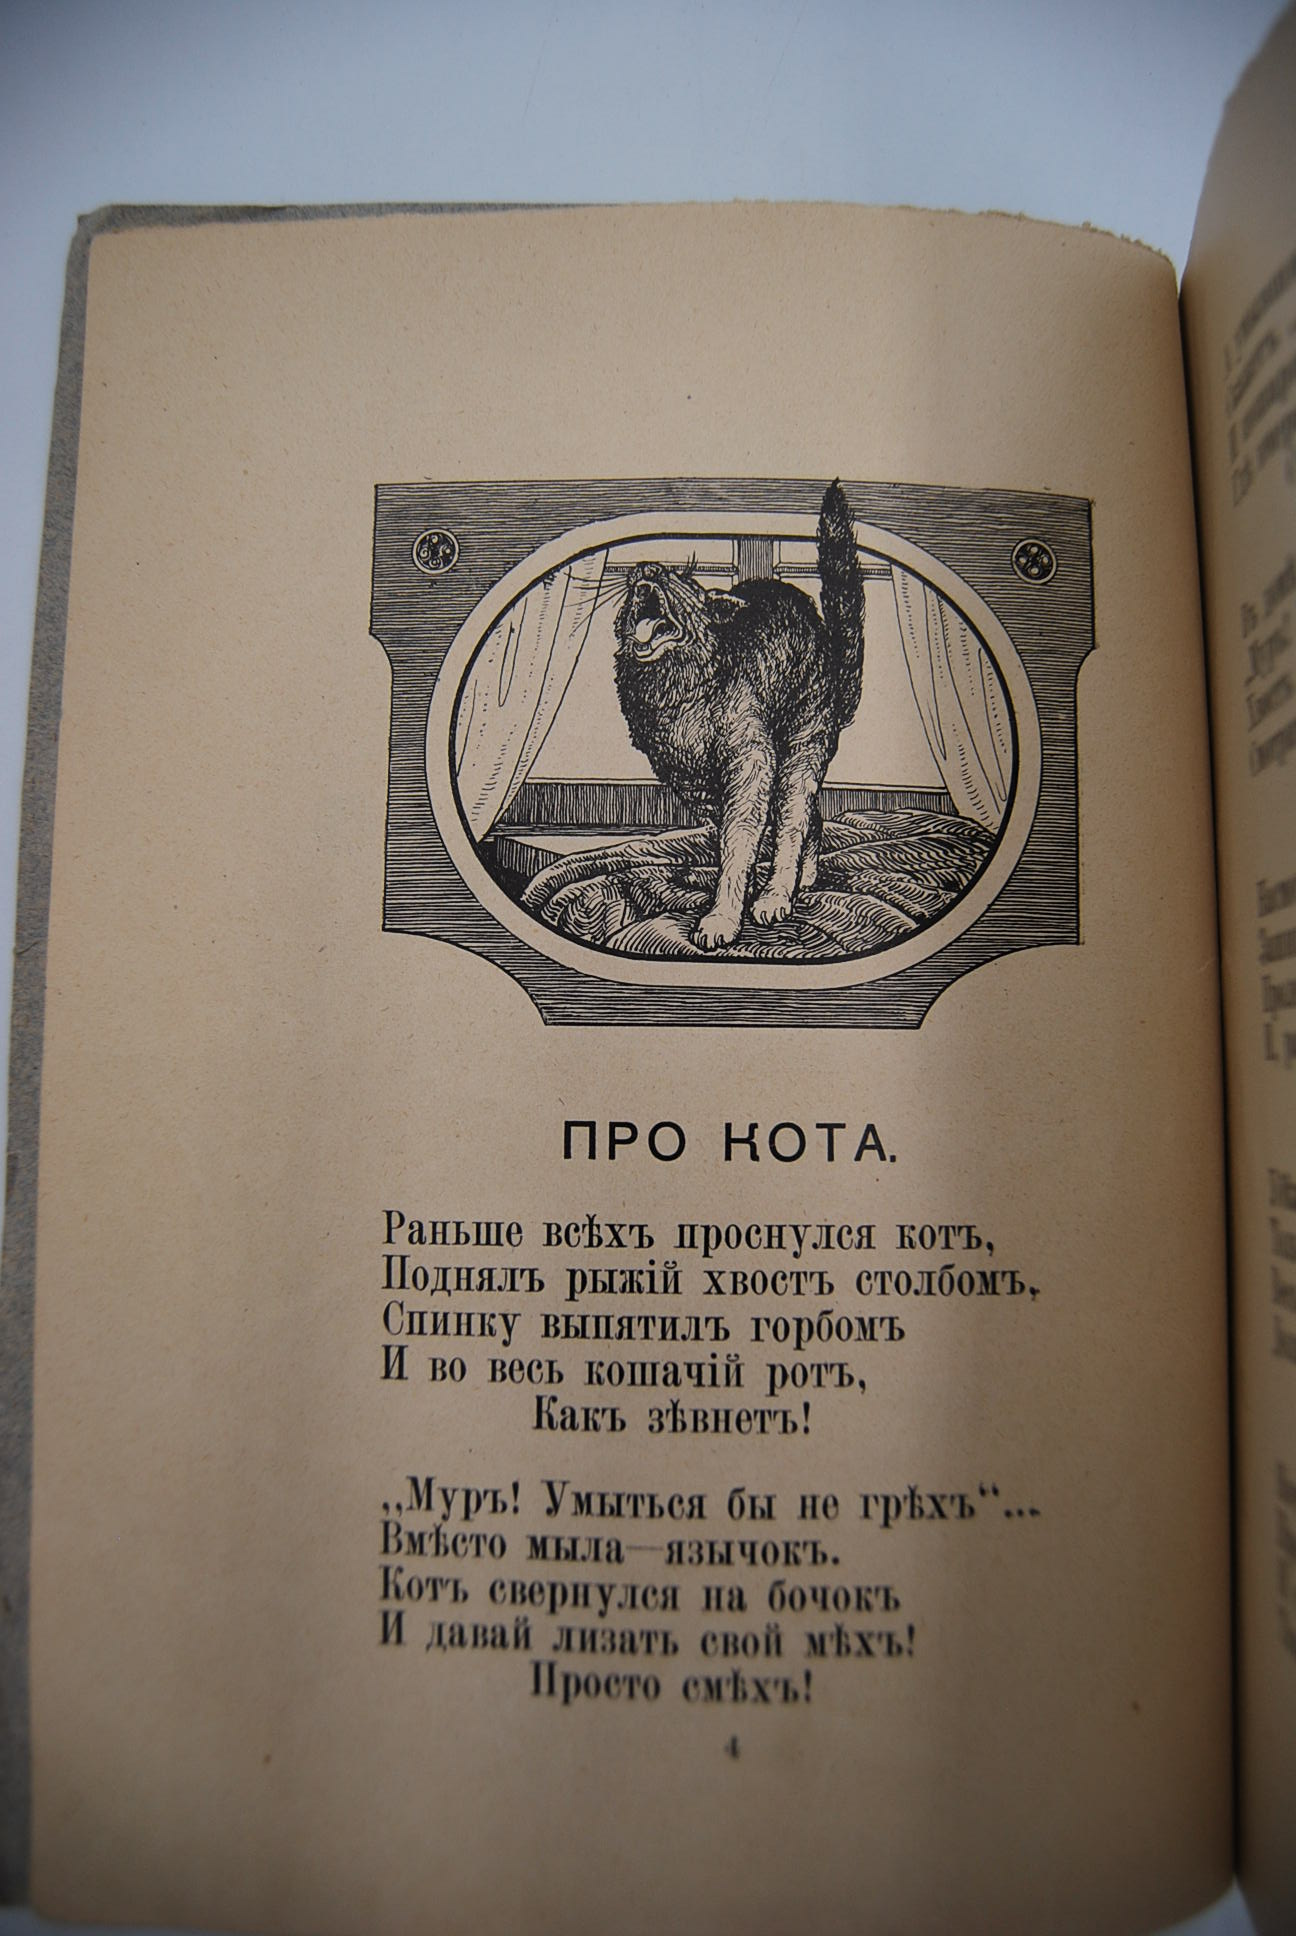 ПРО КОТА.
Раньше всѣхъ проснулся котъ,
Поднялъ рыжій хвостъ столбомъ,
Спинку выпятилъ горбомъ
И во весь кошачій ротъ,
Какъ зѣвнетъ!
„Муръ! Умыться бы не грѣхъ“...
Вмѣсто мыла—язычокъ.
Котъ свернулся на бочокъ
И давай лизать свой мѣхъ!
Просто смѣхъ!
4